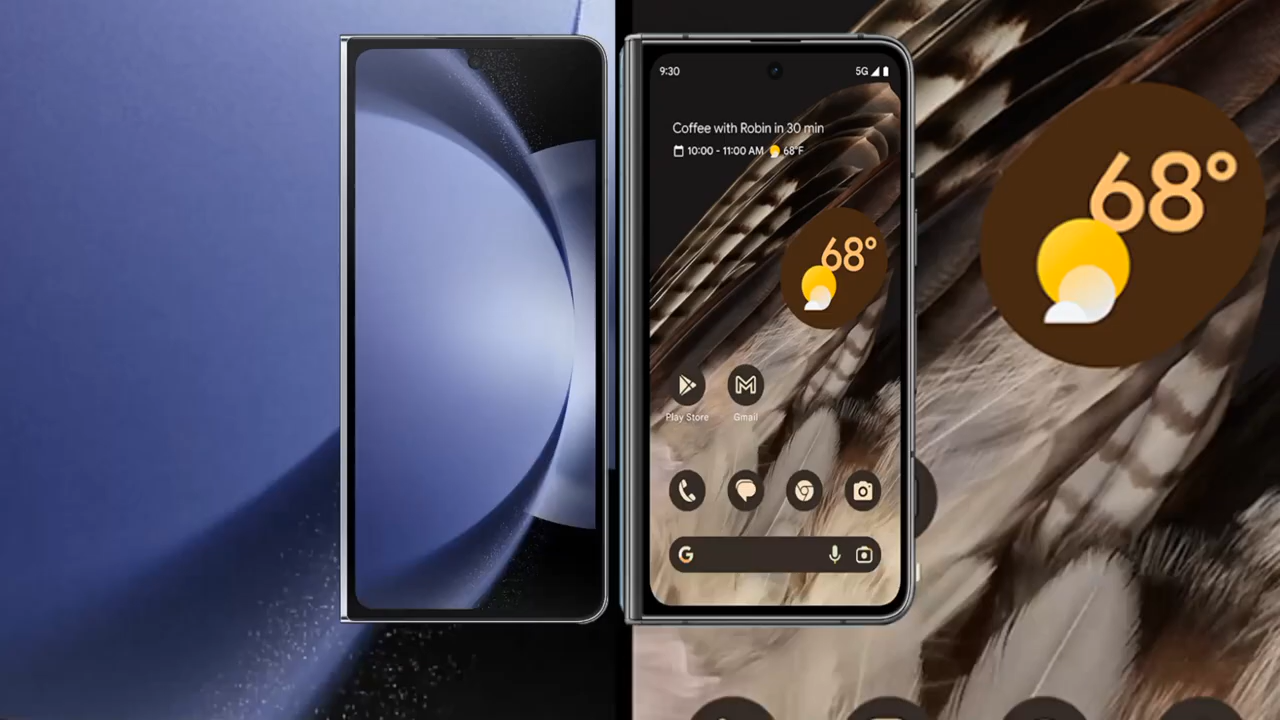 9:30
5G
Coffee with Robin in 30 min
10:00 - 11:00 AM 68°F
68°
68°
Play Store
Gmail
G